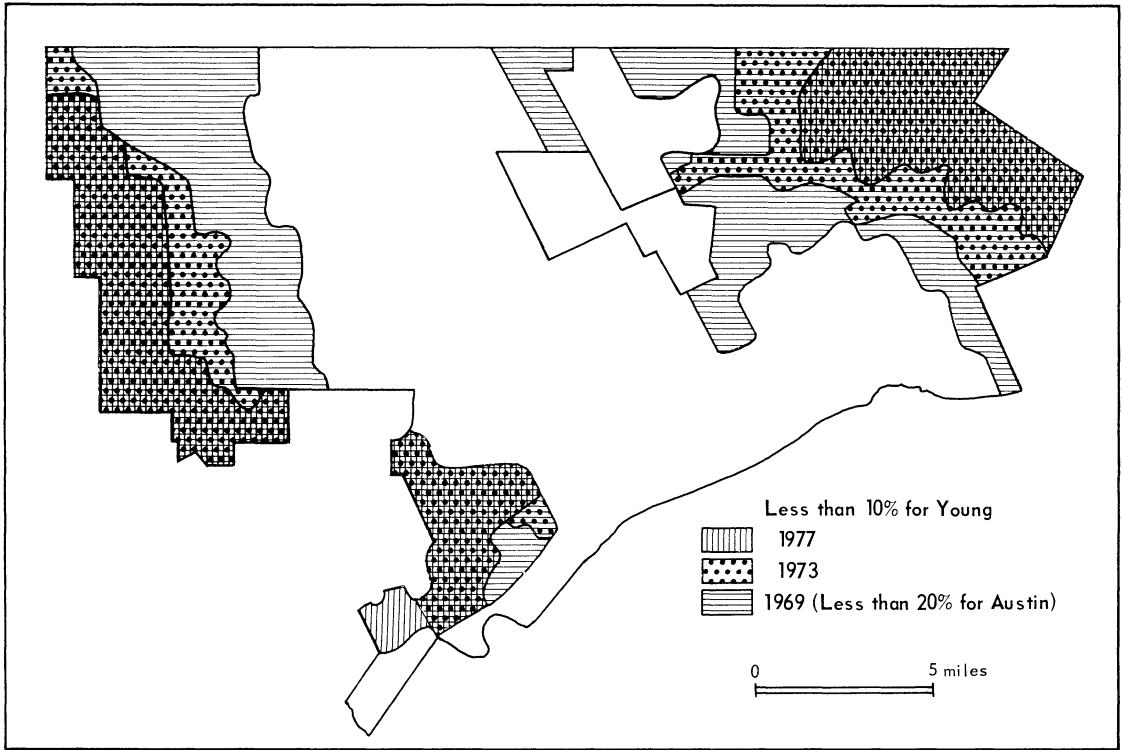 Less than 10% for Young
1977
1973
1969 (Less than 20% for Austin)
0 5 miles